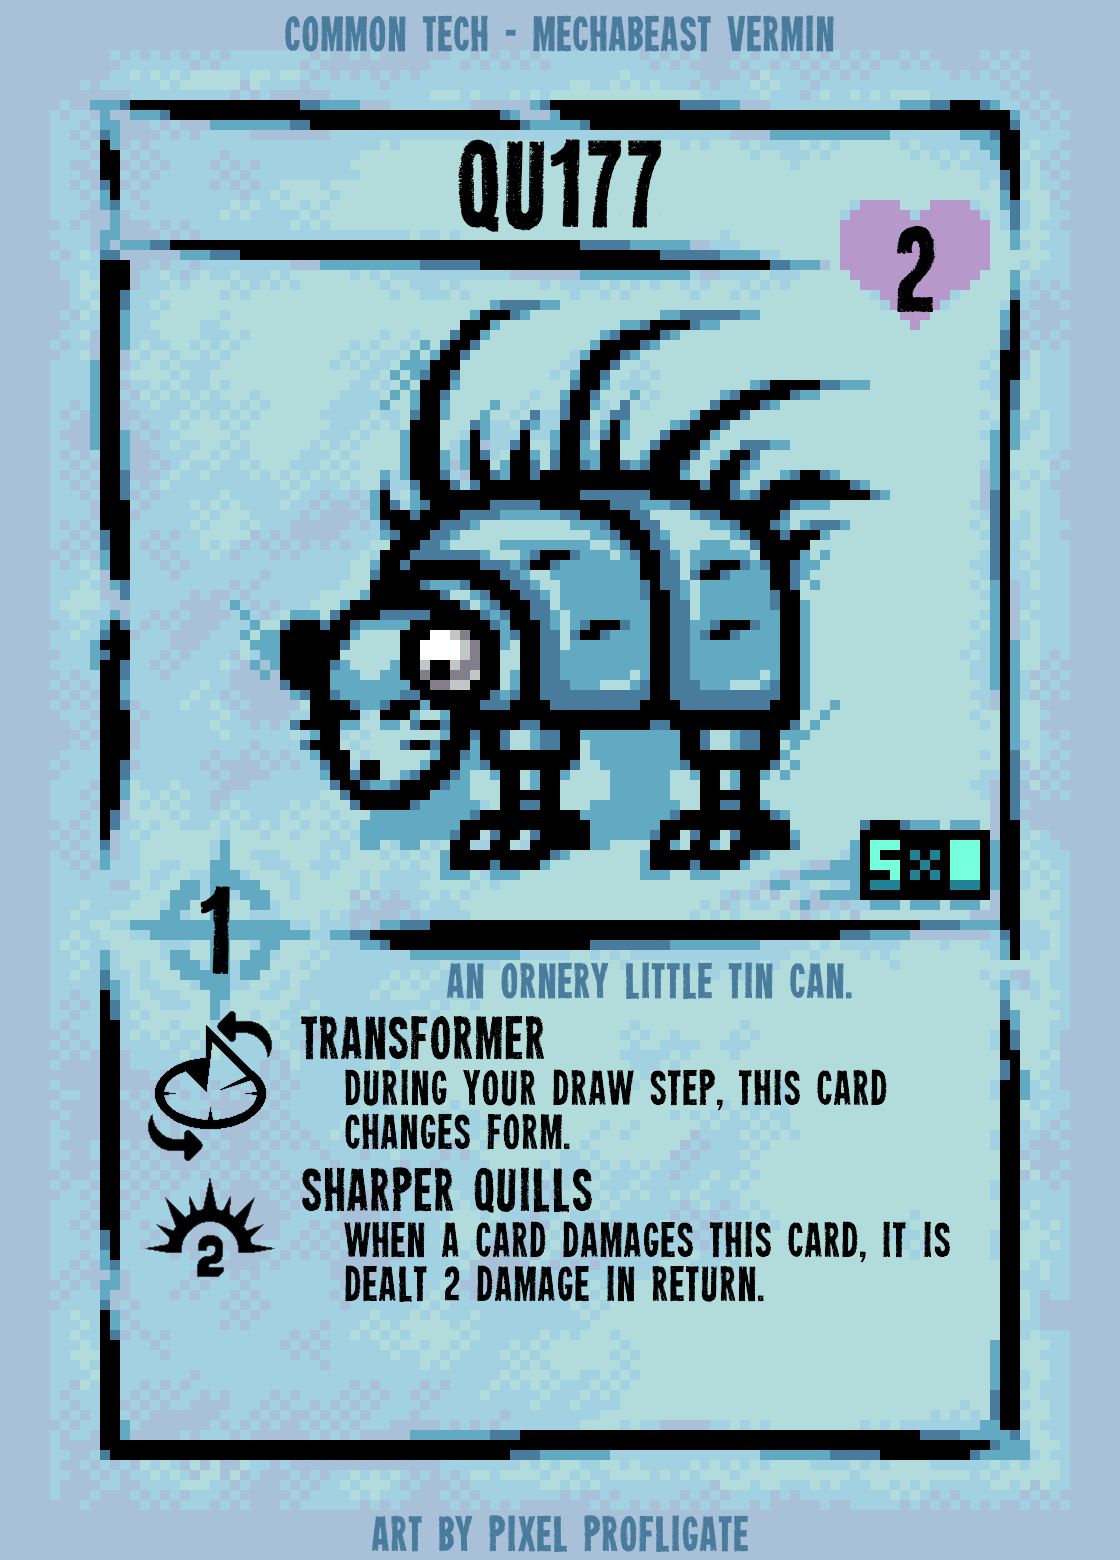 COMMON TECH - MECHABEAST VERMIN
QU177
2
5 x
1
AN ORNERY LITTLE TIN CAN.
TRANSFORMER
DURING YOUR DRAW STEP, THIS CARD
CHANGES FORM.
SHARPER QUILLS
2
WHEN A CARD DAMAGES THIS CARD, IT IS
DEALT 2 DAMAGE IN RETURN.
ART BY PIXEL PROFLIGATE